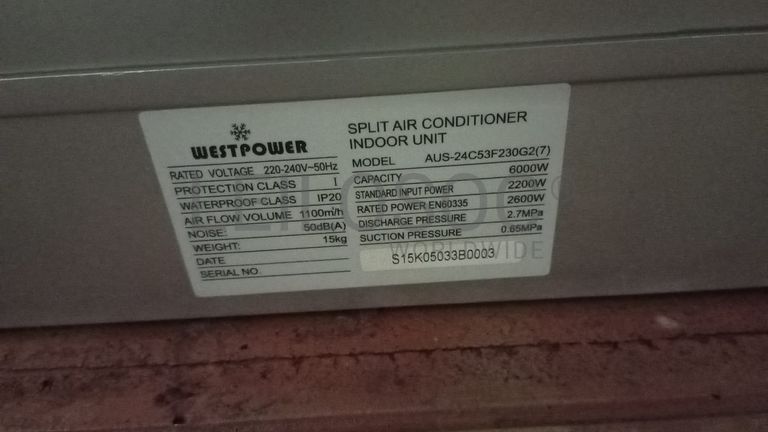 WESTPOWER
RATED VOLTAGE 220-240V~50Hz
PROTECTION CLASS I
WATERPROOF CLASS IP20
AIR FLOW VOLUME 1100m³/h
NOISE: 50dB(A)
WEIGHT: 15kg
DATE
SERIAL NO.
SPLIT AIR CONDITIONER
INDOOR UNIT
MODEL AUS-24C53F230G2(7)
CAPACITY 6000W
STANDARD INPUT POWER 2200W
RATED POWER EN60335 2600W
DISCHARGE PRESSURE 2.7MPa
SUCTION PRESSURE 0.65MPa
S15K05033B0003
WORLDWIDE